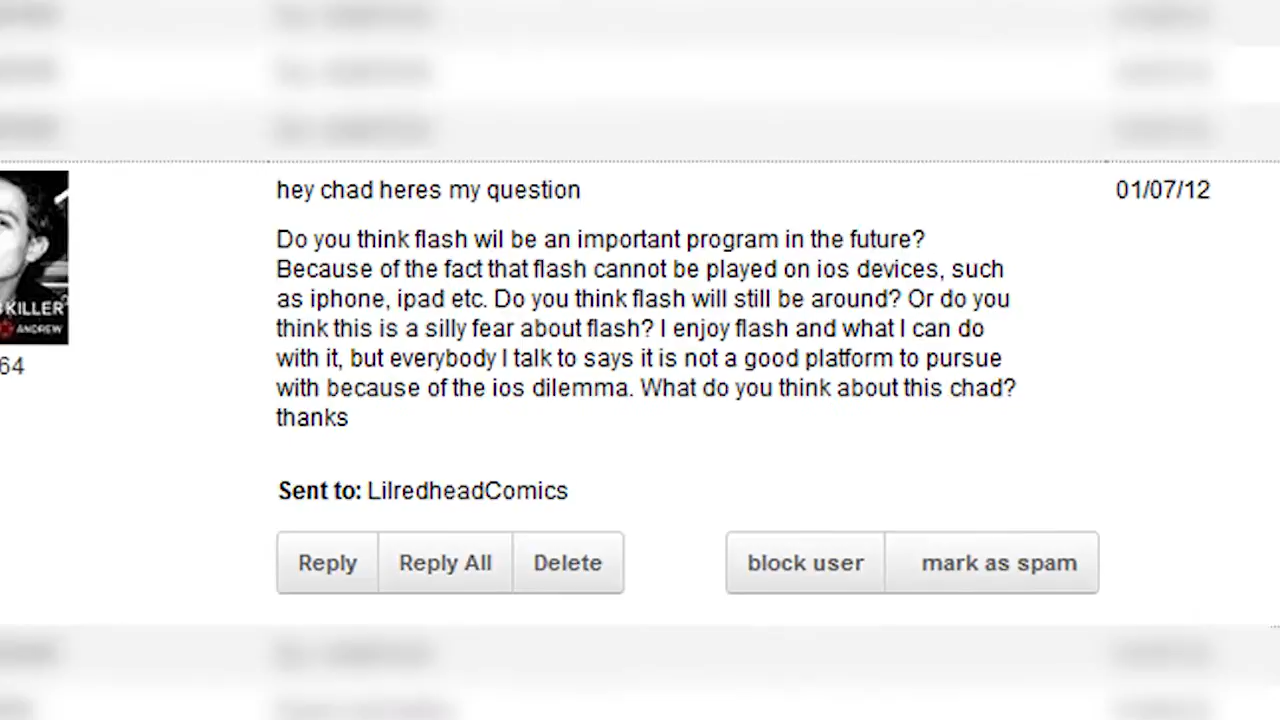 hey chad heres my question
01/07/12
Do you think flash wil be an important program in the future?
Because of the fact that flash cannot be played on ios devices, such
as iphone, ipad etc. Do you think flash will still be around? Or do you
think this is a silly fear about flash? I enjoy flash and what I can do
with it, but everybody I talk to says it is not a good platform to pursue
with because of the ios dilemma. What do you think about this chad?
thanks
KILLER
ANDREW
64
Sent to: LilredheadComics
Reply
Reply All
Delete
block user
mark as spam